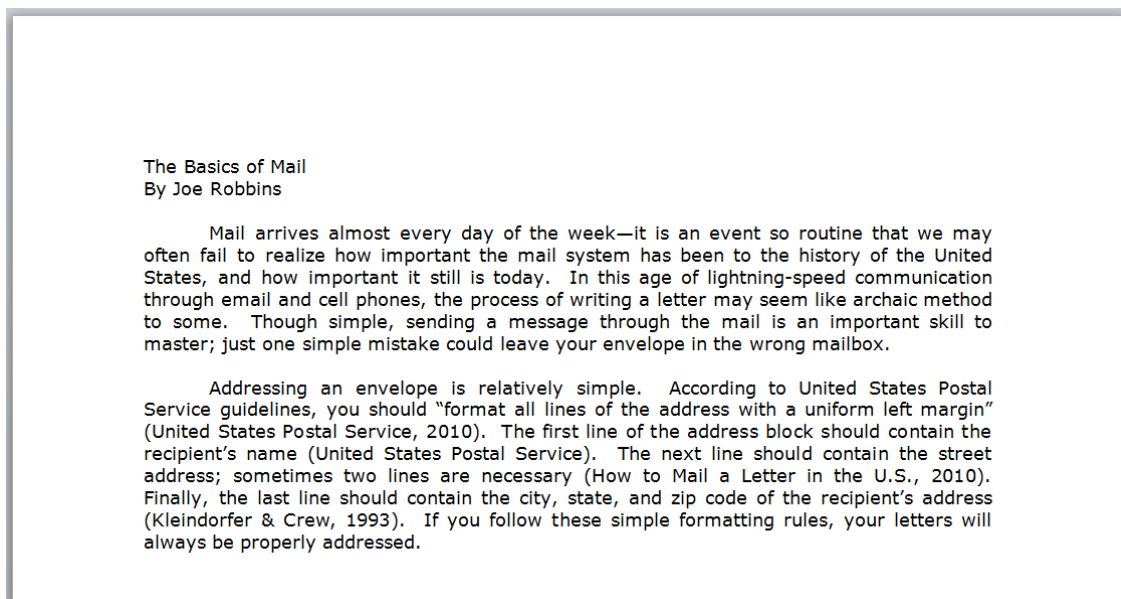 The Basics of Mail
By Joe Robbins
Mail arrives almost every day of the week—it is an event so routine that we may
often fail to realize how important the mail system has been to the history of the United
States, and how important it still is today.  In this age of lightning-speed communication
through email and cell phones, the process of writing a letter may seem like archaic method
to some.  Though simple, sending a message through the mail is an important skill to
master; just one simple mistake could leave your envelope in the wrong mailbox.
Addressing an envelope is relatively simple.  According to United States Postal
Service guidelines, you should “format all lines of the address with a uniform left margin”
(United States Postal Service, 2010).  The first line of the address block should contain the
recipient’s name (United States Postal Service).  The next line should contain the street
address; sometimes two lines are necessary (How to Mail a Letter in the U.S., 2010).
Finally, the last line should contain the city, state, and zip code of the recipient’s address
(Kleindorfer & Crew, 1993).  If you follow these simple formatting rules, your letters will
always be properly addressed.